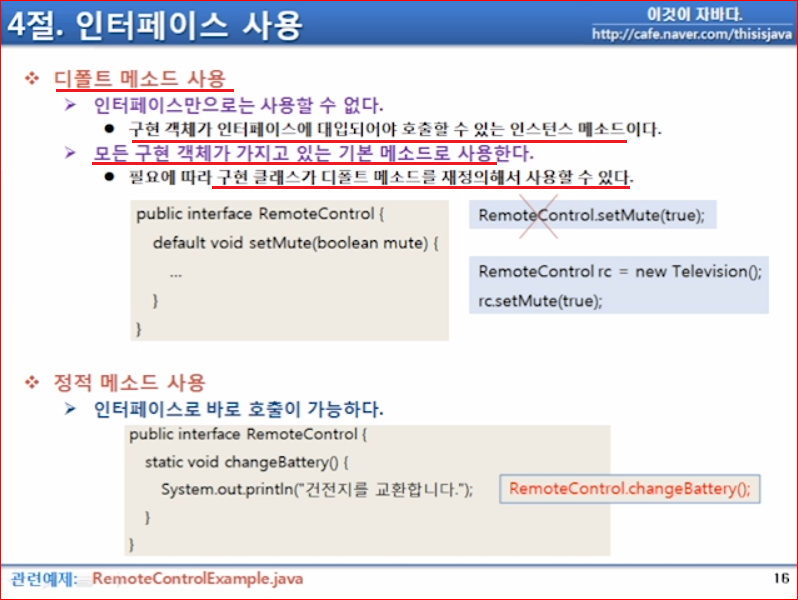 4절. 인터페이스 사용
이것이 자바다.
http://cafe.naver.com/thisisjava
디폴트 메소드 사용
인터페이스만으로는 사용할 수 없다.
구현 객체가 인터페이스에 대입되어야 호출할 수 있는 인스턴스 메소드이다.
모든 구현 객체가 가지고 있는 기본 메소드로 사용한다.
필요에 따라 구현 클래스가 디폴트 메소드를 재정의해서 사용할 수 있다.
public interface RemoteControl {
default void setMute(boolean mute) {
...
}
}
RemoteControl.setMute(true);
RemoteControl rc = new Television();
rc.setMute(true);
정적 메소드 사용
인터페이스로 바로 호출이 가능하다.
public interface RemoteControl {
static void changeBattery() {
System.out.println("건전지를 교환합니다.");
}
}
RemoteControl.changeBattery();
관련예제: RemoteControlExample.java
16